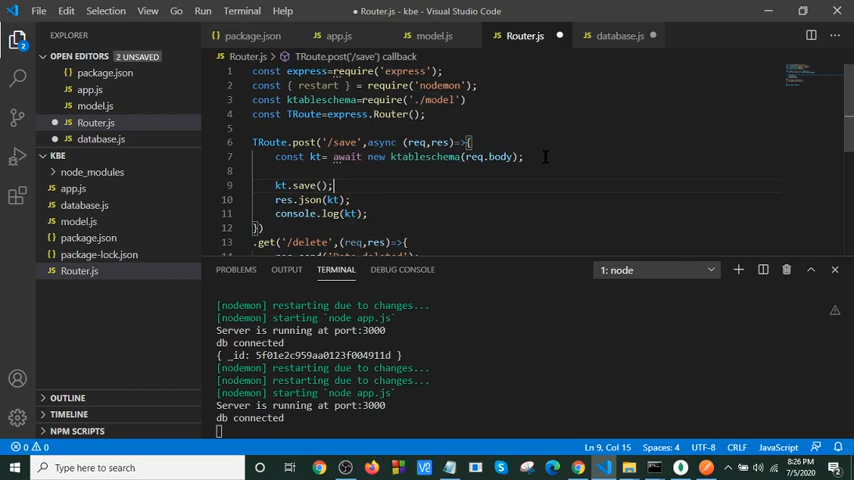 File Edit Selection View Go Run Terminal Help
● Router.js - kbe - Visual Studio Code
EXPLORER
package.json
app.js
model.js
Router.js
database.js
OPEN EDITORS 2 UNSAVED
package.json
app.js
model.js
Router.js
database.js
KBE
node_modules
app.js
database.js
model.js
package.json
package-lock.json
Router.js
OUTLINE
TIMELINE
NPM SCRIPTS
2
Router.js > TRoute.post('/save') callback
1 const express=require('express');
2 const { restart } = require('nodemon');
3 const ktableschema=require('./model')
4 const TRoute=express.Router();
5
6 TRoute.post('/save',async (req,res)=>{
7 const kt= await new ktableschema(req.body);
8
9 kt.save();
10 res.json(kt);
11 console.log(kt);
12 })
13 .get('/delete',(req,res)=>{
14 res.send('Data deleted');
PROBLEMS OUTPUT TERMINAL DEBUG CONSOLE
1: node
[nodemon] restarting due to changes...
[nodemon] starting `node app.js`
Server is running at port:3000
db connected
{ _id: 5f01e2c959aa0123f004911d }
[nodemon] restarting due to changes...
[nodemon] restarting due to changes...
[nodemon] starting `node app.js`
Server is running at port:3000
db connected
0 0
Ln 9, Col 15 Spaces: 4 UTF-8 CRLF JavaScript
Type here to search
8:26 PM
7/5/2020